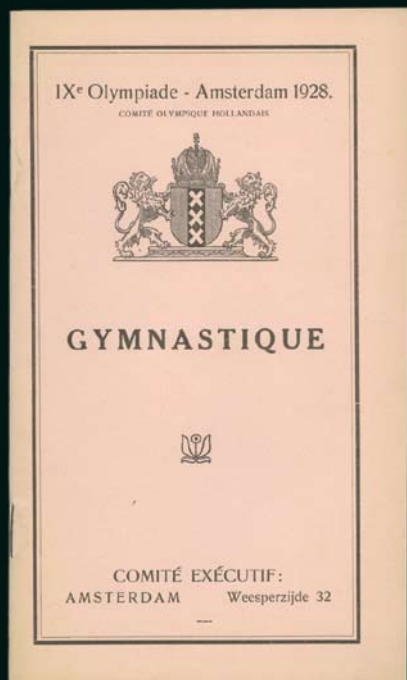 IXe Olympiade - Amsterdam 1928.
COMITÉ OLYMPIQUE HOLLANDAIS
GYMNASTIQUE
COMITÉ EXÉCUTIF:
AMSTERDAM Weesperzijde 32